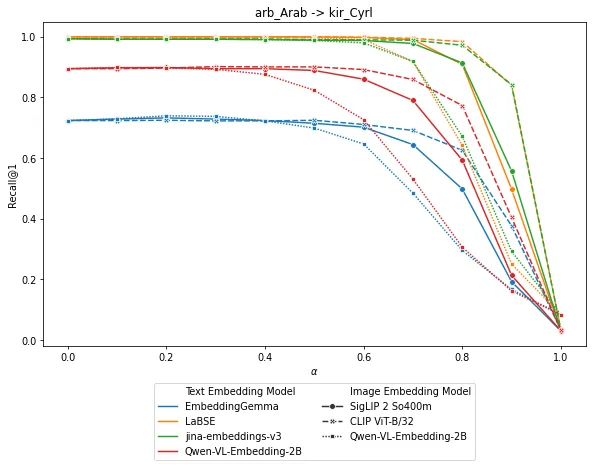 arb_Arab -> kir_Cyrl
Recall@1
1.0
0.8
0.6
0.4
0.2
0.0
0.0 0.2 0.4 0.6 0.8 1.0
α
Text Embedding Model Image Embedding Model
EmbeddingGemma SigLIP 2 So400m
LaBSE CLIP ViT-B/32
jina-embeddings-v3 Qwen-VL-Embedding-2B
Qwen-VL-Embedding-2B